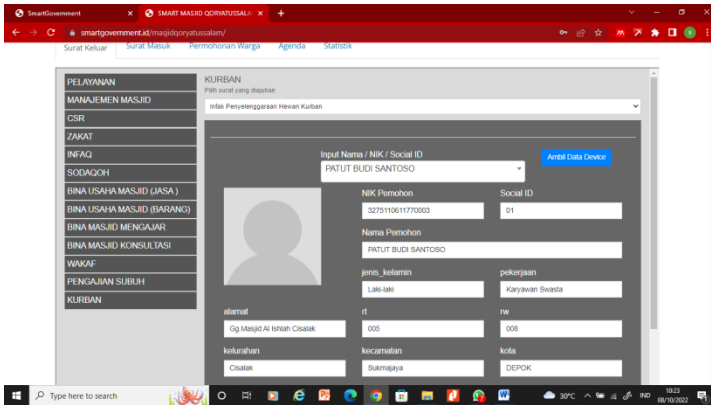 SmartGovernment
SMART MASJID QORYATUSSALA
smartgovernment.id/masjidqoryatussalam/
Surat Keluar Surat Masuk Permohonan Warga Agenda Statistik
PELAYANAN
MANAJEMEN MASJID
CSR
ZAKAT
INFAQ
SODAQOH
BINA USAHA MASJID (JASA )
BINA USAHA MASJID (BARANG)
BINA MASJID MENGAJAR
BINA MASJID KONSULTASI
WAKAF
PENGAJIAN SUBUH
KURBAN
KURBAN
Pilih surat yang diajukan
Infak Penyelenggaraan Hewan Kurban
Input Nama / NIK / Social ID
PATUT BUDI SANTOSO
Ambil Data Device
NIK Pemohon Social ID
3275110611770003 01
Nama Pemohon
PATUT BUDI SANTOSO
jenis_kelamin pekerjaan
Laki-laki Karyawan Swasta
alamat rt rw
Gg.Masjid Al Ishlah Cisalak 005 008
kelurahan kecamatan kota
Cisalak Sukmajaya DEPOK
Type here to search
30°C IND 10:23
08/10/2022